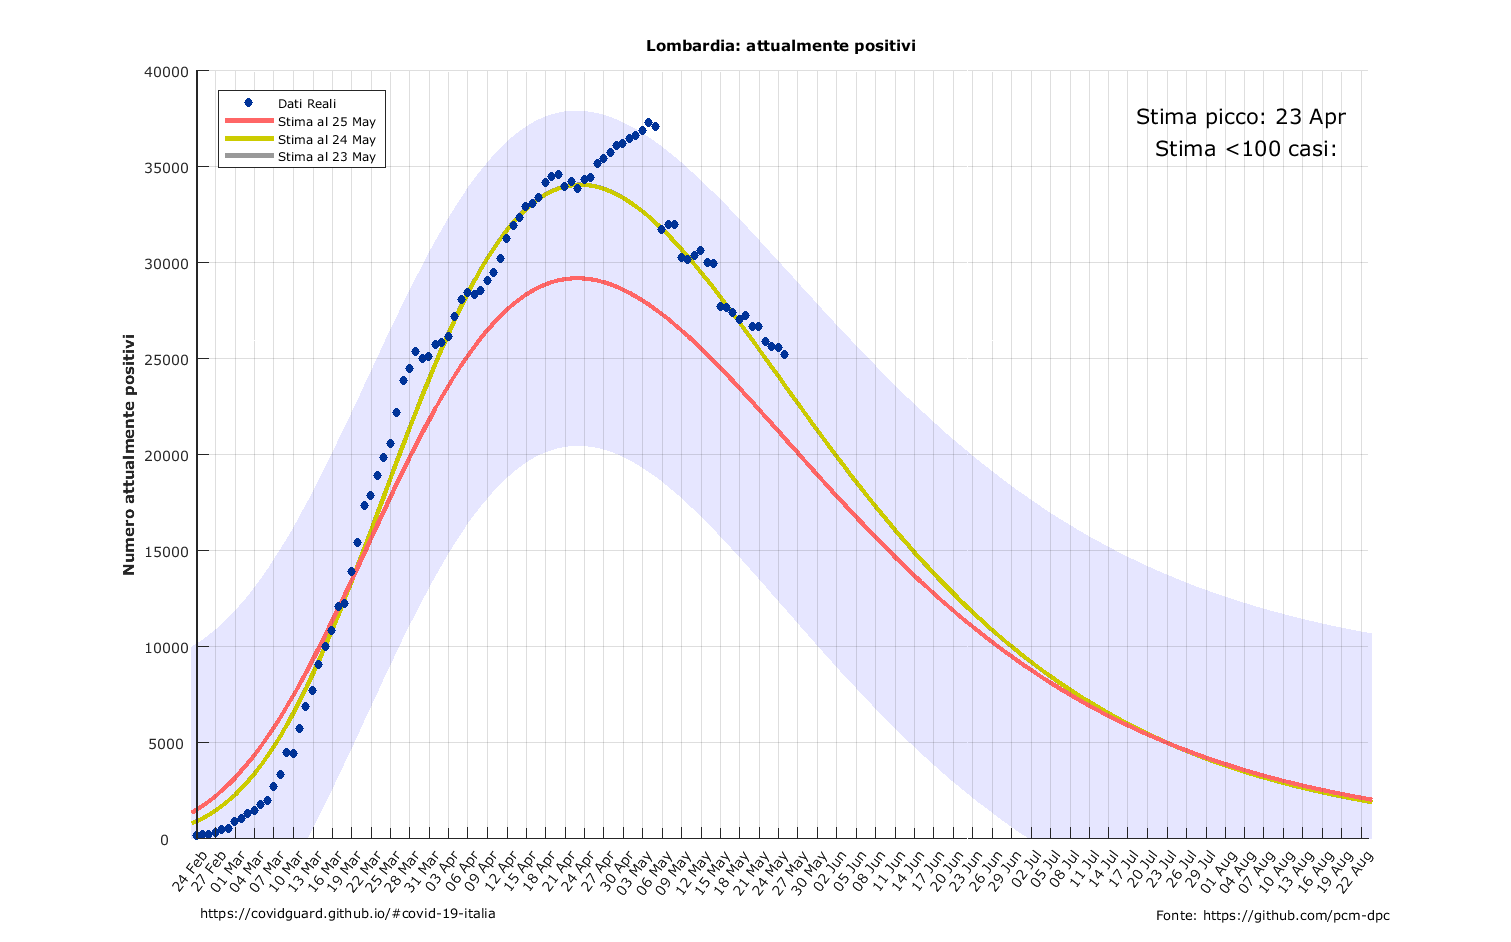 Lombardia: attualmente positivi
40000
35000
30000
25000
20000
15000
10000
5000
0
Numero attualmente positivi
Dati Reali
Stima al 25 May
Stima al 24 May
Stima al 23 May
Stima picco: 23 Apr
Stima <100 casi:
24 Feb
27 Feb
01 Mar
04 Mar
07 Mar
10 Mar
13 Mar
16 Mar
19 Mar
22 Mar
25 Mar
28 Mar
31 Mar
03 Apr
06 Apr
09 Apr
12 Apr
15 Apr
18 Apr
21 Apr
24 Apr
27 Apr
30 Apr
03 May
06 May
09 May
12 May
15 May
18 May
21 May
24 May
27 May
30 May
02 Jun
05 Jun
08 Jun
11 Jun
14 Jun
17 Jun
20 Jun
23 Jun
26 Jun
29 Jun
02 Jul
05 Jul
08 Jul
11 Jul
14 Jul
17 Jul
20 Jul
23 Jul
26 Jul
29 Jul
01 Aug
04 Aug
07 Aug
10 Aug
13 Aug
16 Aug
19 Aug
22 Aug
https://covidguard.github.io/#covid-19-italia
Fonte: https://github.com/pcm-dpc